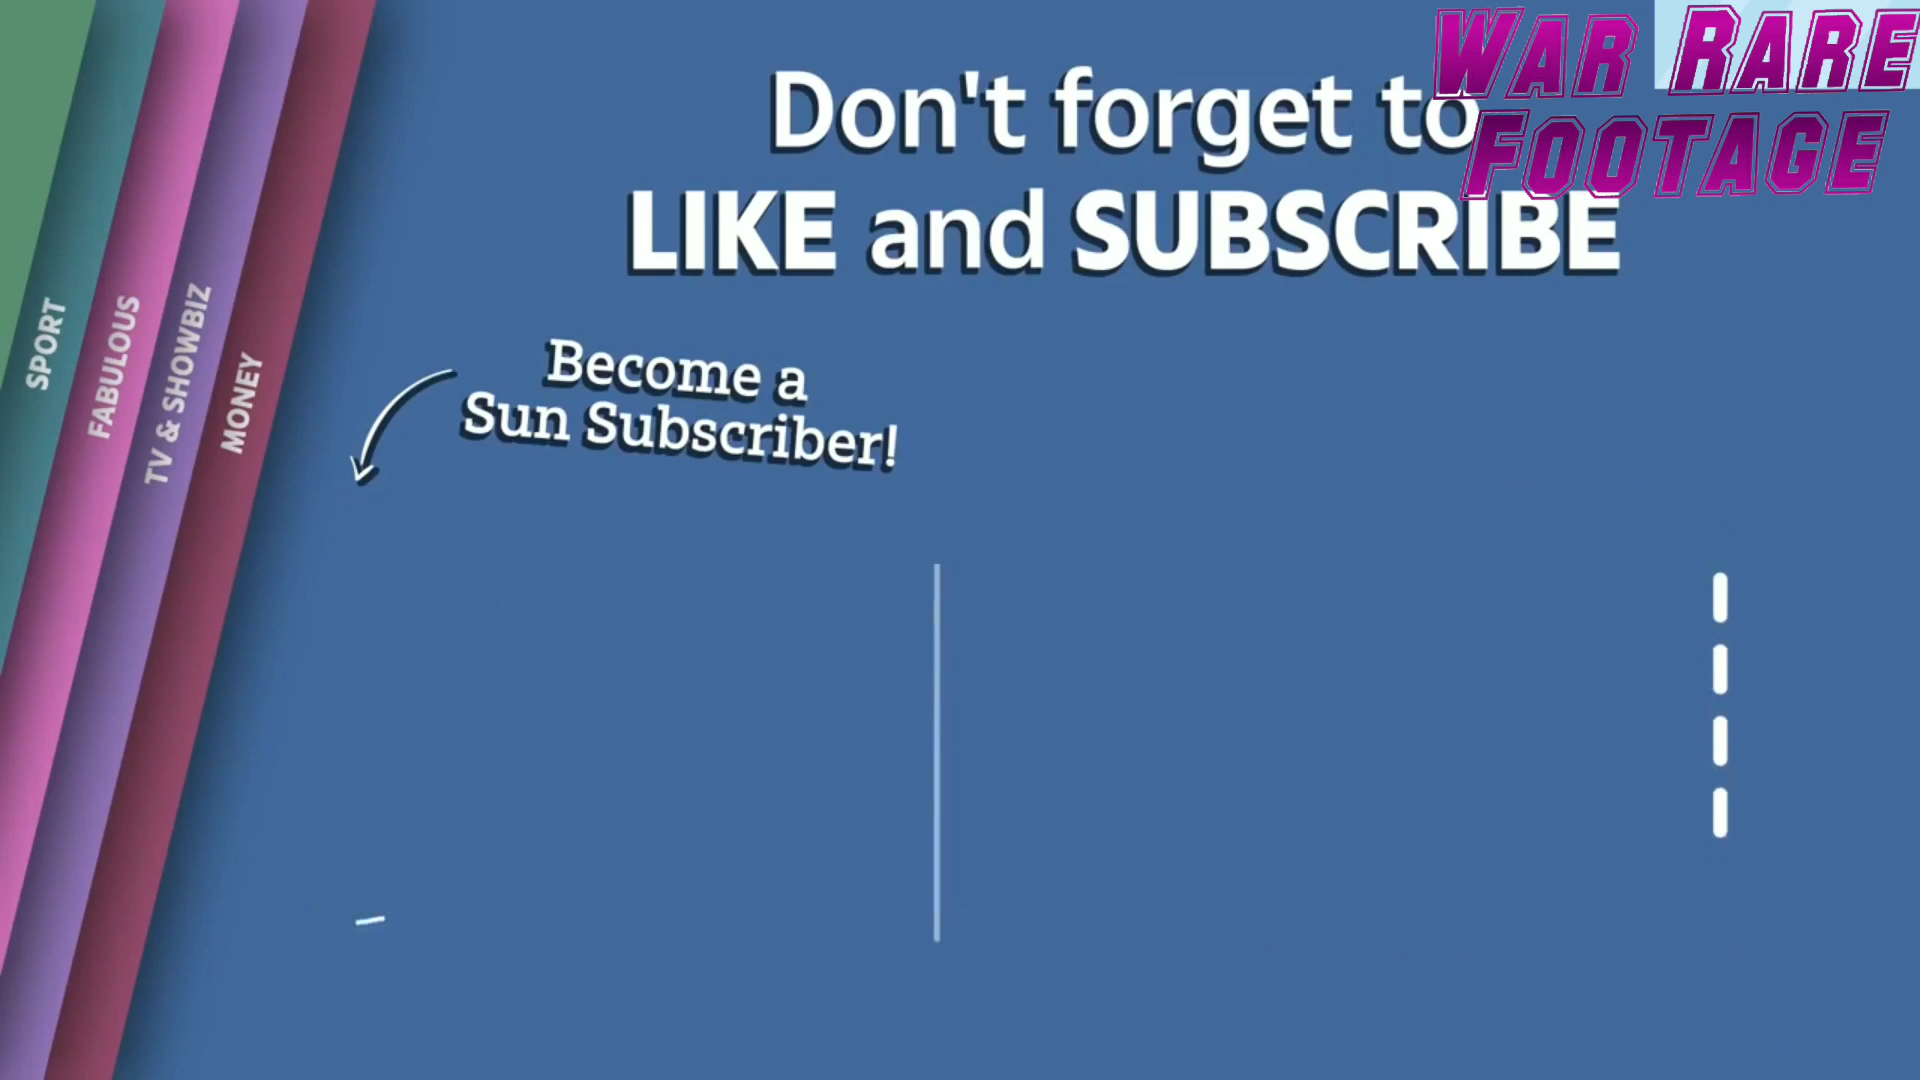 WAR RARE
FOOTAGE
Don't forget to
LIKE and SUBSCRIBE
Become a
Sun Subscriber!
SPORT
FABULOUS
TV & SHOWBIZ
MONEY